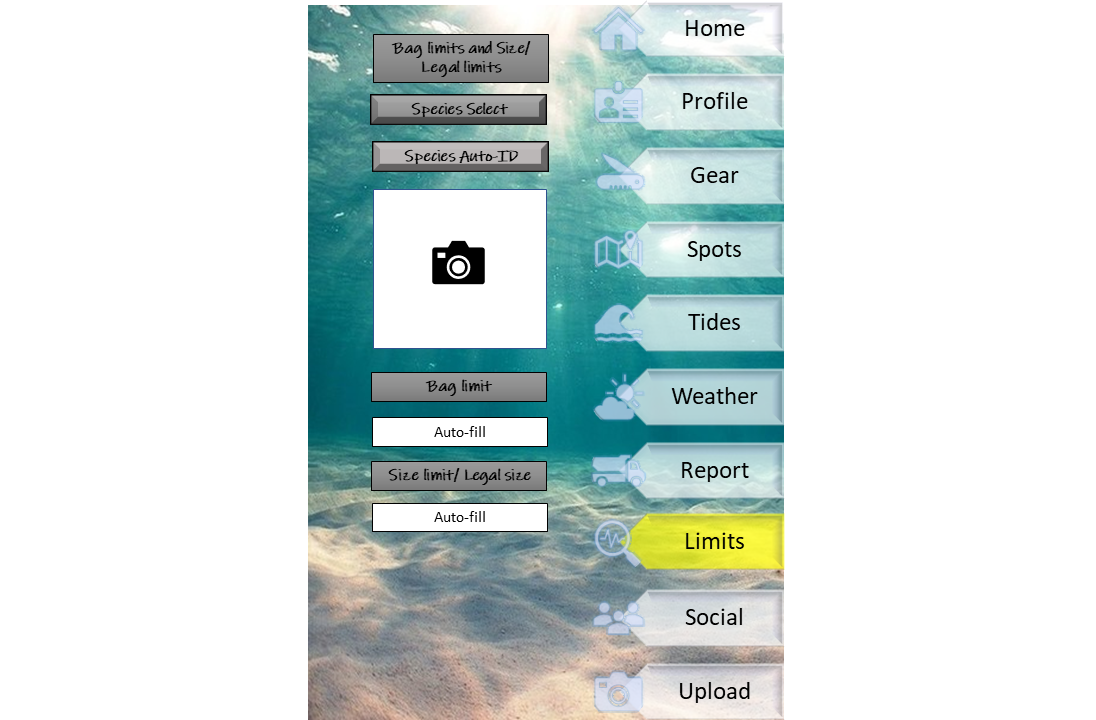 Bag limits and Size/
Legal limits
Species Select
Species Auto-ID
Bag limit
Auto-fill
Size limit/ Legal size
Auto-fill
Home
Profile
Gear
Spots
Tides
Weather
Report
Limits
Social
Upload